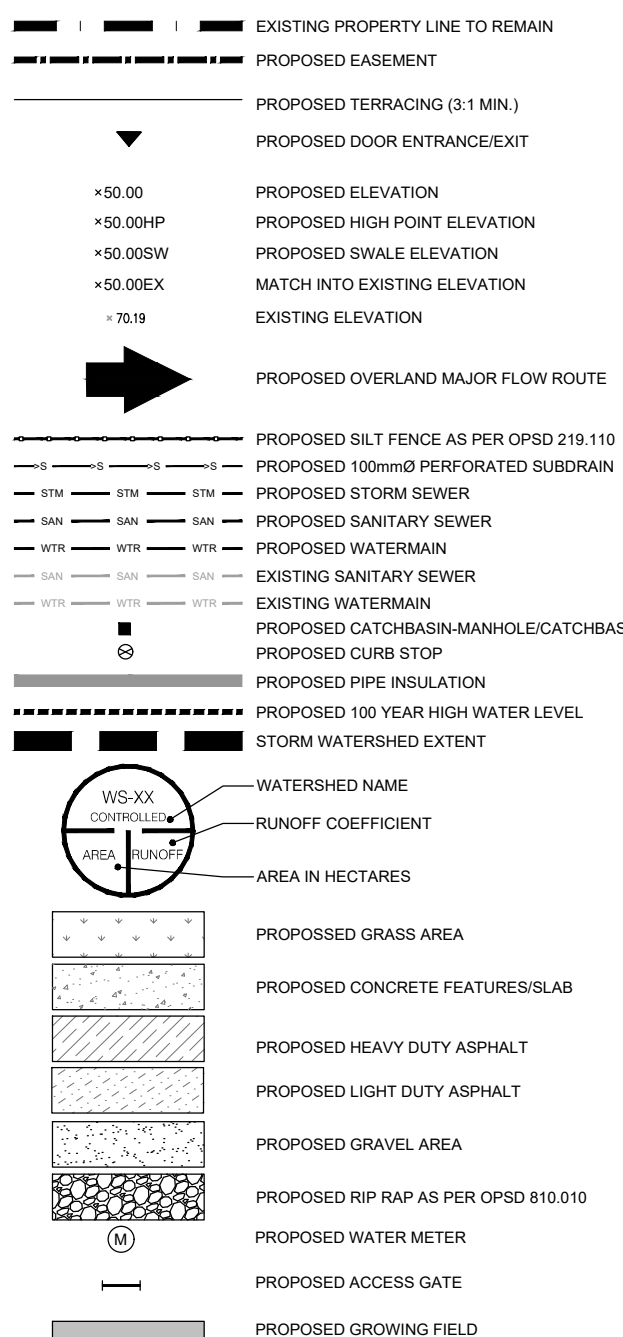 EXISTING PROPERTY LINE TO REMAIN
PROPOSED EASEMENT
PROPOSED TERRACING (3:1 MIN.)
PROPOSED DOOR ENTRANCE/EXIT
×50.00 PROPOSED ELEVATION
×50.00HP PROPOSED HIGH POINT ELEVATION
×50.00SW PROPOSED SWALE ELEVATION
×50.00EX MATCH INTO EXISTING ELEVATION
×70.19 EXISTING ELEVATION
PROPOSED OVERLAND MAJOR FLOW ROUTE
PROPOSED SILT FENCE AS PER OPSD 219.110
>S >S >S >S PROPOSED 100mmØ PERFORATED SUBDRAIN
STM STM STM PROPOSED STORM SEWER
SAN SAN SAN PROPOSED SANITARY SEWER
WTR WTR WTR PROPOSED WATERMAIN
SAN SAN SAN EXISTING SANITARY SEWER
WTR WTR WTR EXISTING WATERMAIN
PROPOSED CATCHBASIN-MANHOLE/CATCHBAS
PROPOSED CURB STOP
PROPOSED PIPE INSULATION
PROPOSED 100 YEAR HIGH WATER LEVEL
STORM WATERSHED EXTENT
WATERSHED NAME
WS-XX
CONTROLLED
RUNOFF COEFFICIENT
AREA RUNOFF
AREA IN HECTARES
PROPOSSED GRASS AREA
PROPOSED CONCRETE FEATURES/SLAB
PROPOSED HEAVY DUTY ASPHALT
PROPOSED LIGHT DUTY ASPHALT
PROPOSED GRAVEL AREA
PROPOSED RIP RAP AS PER OPSD 810.010
M PROPOSED WATER METER
PROPOSED ACCESS GATE
PROPOSED GROWING FIELD